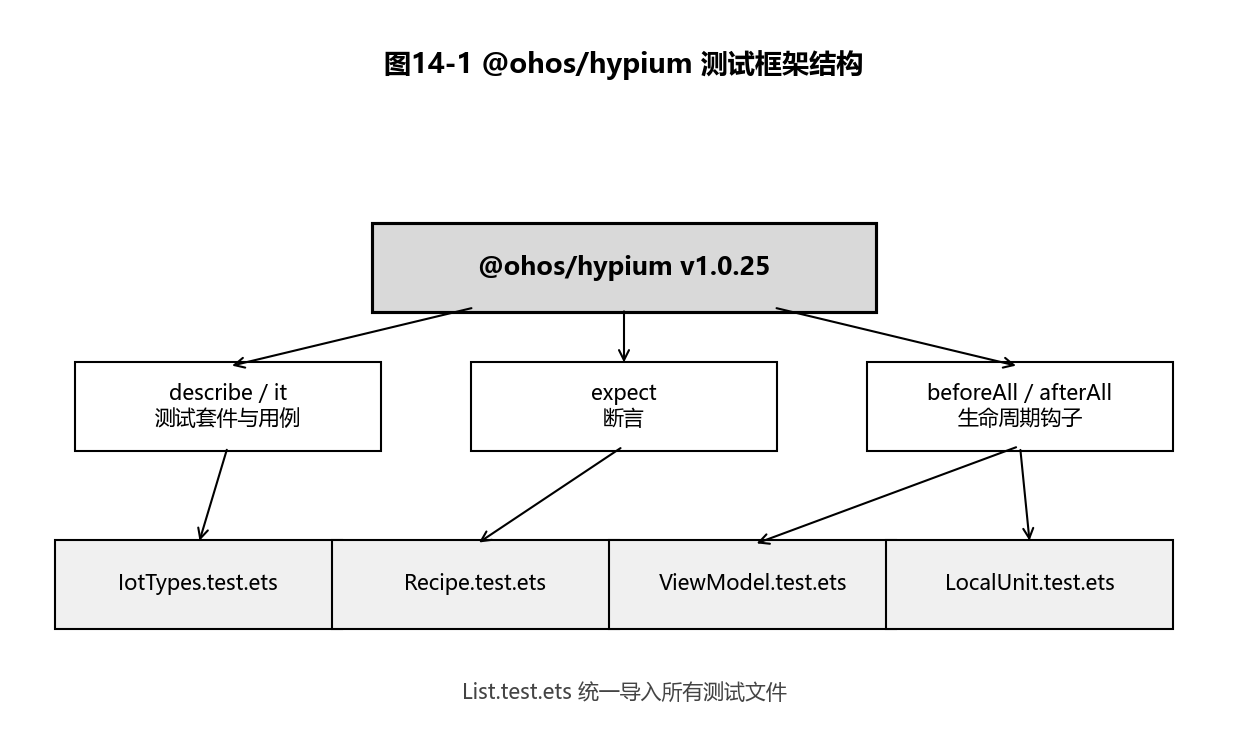 图14-1 @ohos/hypium 测试框架结构
@ohos/hypium v1.0.25
describe / it
测试套件与用例
expect
断言
beforeAll / afterAll
生命周期钩子
IotTypes.test.ets
Recipe.test.ets
ViewModel.test.ets
LocalUnit.test.ets
List.test.ets 统一导入所有测试文件